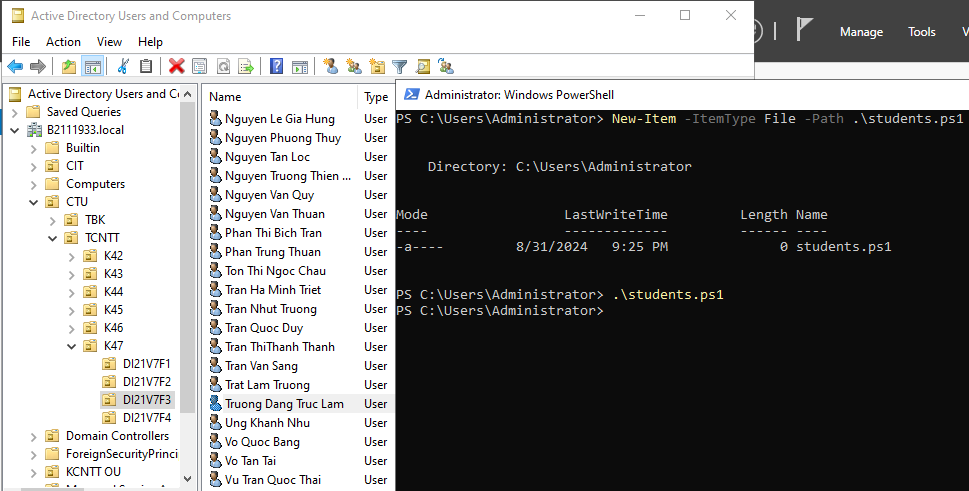 Active Directory Users and Computers
File Action View Help
Manage Tools
Active Directory Users and Co
Saved Queries
B2111933.local
Builtin
CIT
Computers
CTU
TBK
TCNTT
K42
K43
K44
K45
K46
K47
DI21V7F1
DI21V7F2
DI21V7F3
DI21V7F4
Domain Controllers
ForeignSecurityPrinci
KCNTT OU
Name Type
Nguyen Le Gia Hung User
Nguyen Phuong Thuy User
Nguyen Tan Loc User
Nguyen Truong Thien ... User
Nguyen Van Quy User
Nguyen Van Thuan User
Phan Thi Bich Tran User
Phan Trung Thuan User
Ton Thi Ngoc Chau User
Tran Ha Minh Triet User
Tran Nhut Truong User
Tran Quoc Duy User
Tran ThiThanh Thanh User
Tran Van Sang User
Trat Lam Truong User
Truong Dang Truc Lam User
Ung Khanh Nhu User
Vo Quoc Bang User
Vo Tan Tai User
Vu Tran Quoc Thai User
Administrator: Windows PowerShell
PS C:\Users\Administrator> New-Item -ItemType File -Path .\students.ps1
Directory: C:\Users\Administrator
Mode LastWriteTime Length Name
---- ------------- ------ ----
-a---- 8/31/2024 9:25 PM 0 students.ps1
PS C:\Users\Administrator> .\students.ps1
PS C:\Users\Administrator>